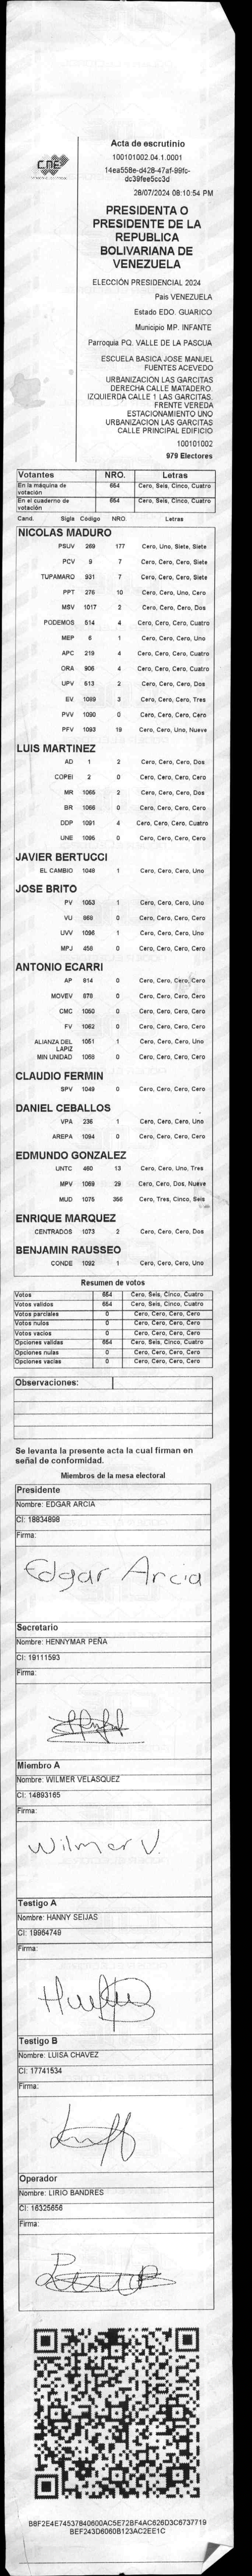 CNE
Acta de escrutinio
100101002.04.1.0001
14ea558e-d428-47af-99fc-
dc39fee5cc3d
28/07/2024 08:10:54 PM
PRESIDENTA O
PRESIDENTE DE LA
REPUBLICA
BOLIVARIANA DE
VENEZUELA
ELECCIÓN PRESIDENCIAL 2024
Pais VENEZUELA
Estado EDO. GUARICO
Municipio MP. INFANTE
Parroquia PQ. VALLE DE LA PASCUA
ESCUELA BASICA JOSE MANUEL
FUENTES ACEVEDO
URBANIZACION LAS GARCITAS
DERECHA CALLE MATADERO.
IZQUIERDA CALLE 1 LAS GARCITAS.
FRENTE VEREDA
ESTACIONAMIENTO UNO
URBANIZACION LAS GARCITAS
CALLE PRINCIPAL EDIFICIO
100101002
979 Electores
Votantes NRO. Letras
En la máquina de votación 654 Cero, Seis, Cinco, Cuatro
En el cuaderno de votación 654 Cero, Seis, Cinco, Cuatro
Cand. Sigla Código NRO. Letras
NICOLAS MADURO
PSUV 269 177 Cero, Uno, Siete, Siete
PCV 9 7 Cero, Cero, Cero, Siete
TUPAMARO 931 7 Cero, Cero, Cero, Siete
PPT 276 10 Cero, Cero, Uno, Cero
MSV 1017 2 Cero, Cero, Cero, Dos
PODEMOS 514 4 Cero, Cero, Cero, Cuatro
MEP 6 1 Cero, Cero, Cero, Uno
APC 219 4 Cero, Cero, Cero, Cuatro
ORA 906 4 Cero, Cero, Cero, Cuatro
UPV 613 2 Cero, Cero, Cero, Dos
EV 1089 3 Cero, Cero, Cero, Tres
PVV 1090 0 Cero, Cero, Cero, Cero
PFV 1093 19 Cero, Cero, Uno, Nueve
LUIS MARTINEZ
AD 1 2 Cero, Cero, Cero, Dos
COPEI 2 0 Cero, Cero, Cero, Cero
MR 1065 2 Cero, Cero, Cero, Dos
BR 1066 0 Cero, Cero, Cero, Cero
DDP 1091 4 Cero, Cero, Cero, Cuatro
UNE 1095 0 Cero, Cero, Cero, Cero
JAVIER BERTUCCI
EL CAMBIO 1048 1 Cero, Cero, Cero, Uno
JOSE BRITO
PV 1053 1 Cero, Cero, Cero, Uno
VU 868 0 Cero, Cero, Cero, Cero
UVV 1096 1 Cero, Cero, Cero, Uno
MPJ 456 0 Cero, Cero, Cero, Cero
ANTONIO ECARRI
AP 814 0 Cero, Cero, Cero, Cero
MOVEV 878 0 Cero, Cero, Cero, Cero
CMC 1050 0 Cero, Cero, Cero, Cero
FV 1062 0 Cero, Cero, Cero, Cero
ALIANZA DEL LAPIZ 1051 1 Cero, Cero, Cero, Uno
MIN UNIDAD 1068 0 Cero, Cero, Cero, Cero
CLAUDIO FERMIN
SPV 1049 0 Cero, Cero, Cero, Cero
DANIEL CEBALLOS
VPA 236 1 Cero, Cero, Cero, Uno
AREPA 1094 0 Cero, Cero, Cero, Cero
EDMUNDO GONZALEZ
UNTC 460 13 Cero, Cero, Uno, Tres
MPV 1069 29 Cero, Cero, Dos, Nueve
MUD 1075 356 Cero, Tres, Cinco, Seis
ENRIQUE MARQUEZ
CENTRADOS 1073 2 Cero, Cero, Cero, Dos
BENJAMIN RAUSSEO
CONDE 1092 1 Cero, Cero, Cero, Uno
Resumen de votos
Votos 654 Cero, Seis, Cinco, Cuatro
Votos validos 654 Cero, Seis, Cinco, Cuatro
Votos parciales 0 Cero, Cero, Cero, Cero
Votos nulos 0 Cero, Cero, Cero, Cero
Votos vacios 0 Cero, Cero, Cero, Cero
Opciones validas 654 Cero, Seis, Cinco, Cuatro
Opciones nulas 0 Cero, Cero, Cero, Cero
Opciones vacias 0 Cero, Cero, Cero, Cero
Observaciones:
Se levanta la presente acta la cual firman en
señal de conformidad.
Miembros de la mesa electoral
Presidente
Nombre: EDGAR ARCIA
CI: 18834898
Firma:
Edgar Arcia
Secretario
Nombre: HENNYMAR PEÑA
CI: 19111593
Firma:
Miembro A
Nombre: WILMER VELASQUEZ
CI: 14893165
Firma:
Wilmer V.
Testigo A
Nombre: HANNY SEIJAS
CI: 19964749
Firma:
Testigo B
Nombre: LUISA CHAVEZ
CI: 17741534
Firma:
Operador
Nombre: LIRIO BANDRES
CI: 16325656
Firma:
B8F2E4E74537840600AC5E72BF4AC626D3C6737719
BEF243D6060B123AC2EE1C